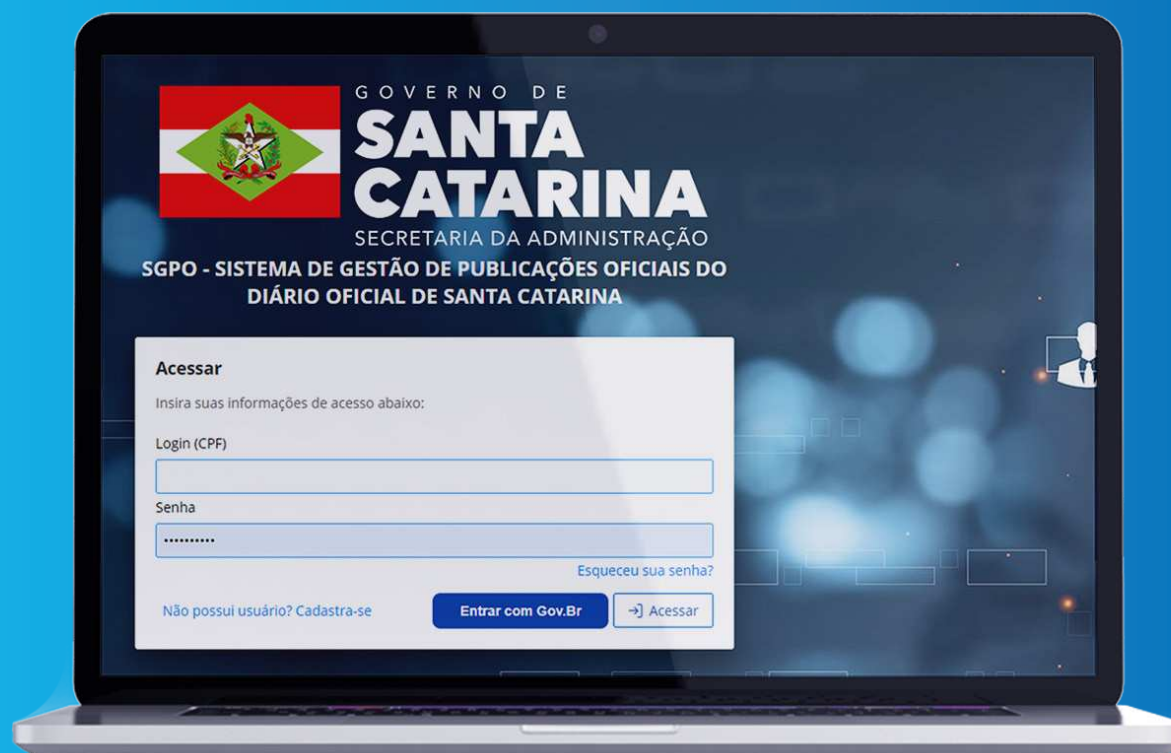 GOVERNO DE
SANTA
CATARINA
SECRETARIA DA ADMINISTRAÇÃO
SGPO - SISTEMA DE GESTÃO DE PUBLICAÇÕES OFICIAIS DO
DIÁRIO OFICIAL DE SANTA CATARINA
Acessar
Insira suas informações de acesso abaixo:
Login (CPF)
Senha
••••••••••
Esqueceu sua senha?
Não possui usuário? Cadastra-se
Entrar com Gov.Br
Acessar